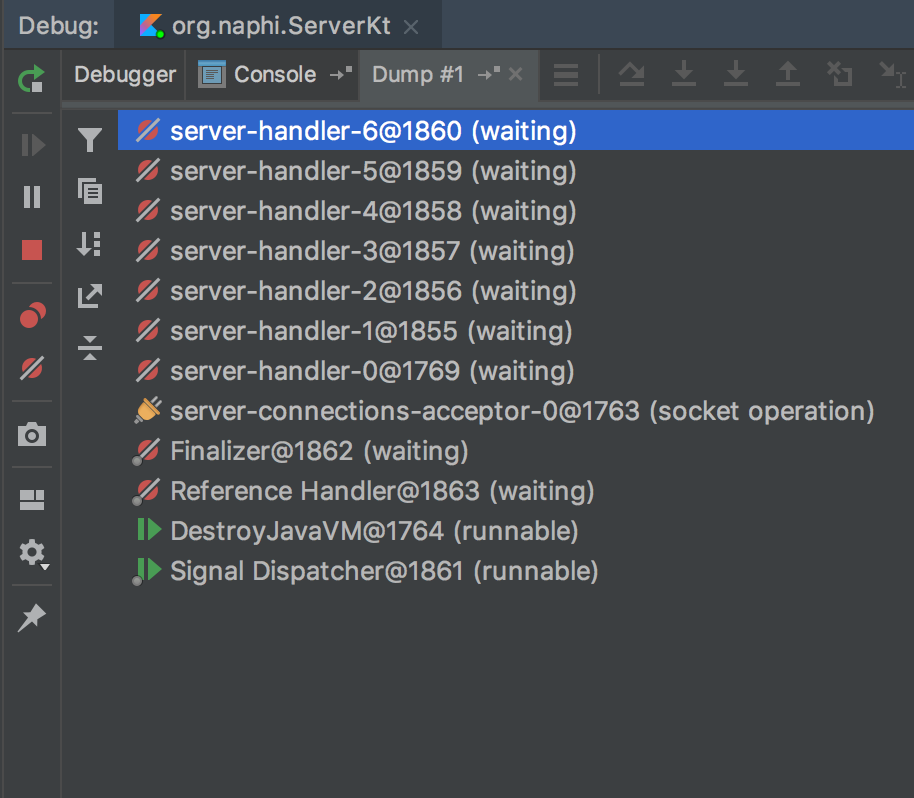 Debug: org.naphi.ServerKt
Debugger Console Dump #1
server-handler-6@1860 (waiting)
server-handler-5@1859 (waiting)
server-handler-4@1858 (waiting)
server-handler-3@1857 (waiting)
server-handler-2@1856 (waiting)
server-handler-1@1855 (waiting)
server-handler-0@1769 (waiting)
server-connections-acceptor-0@1763 (socket operation)
Finalizer@1862 (waiting)
Reference Handler@1863 (waiting)
DestroyJavaVM@1764 (runnable)
Signal Dispatcher@1861 (runnable)